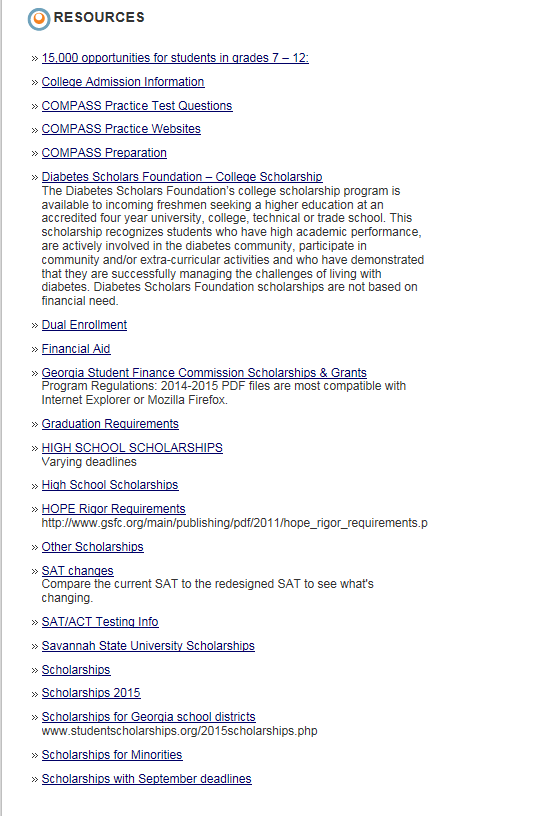 RESOURCES
» 15,000 opportunities for students in grades 7 – 12:
» College Admission Information
» COMPASS Practice Test Questions
» COMPASS Practice Websites
» COMPASS Preparation
» Diabetes Scholars Foundation – College Scholarship
The Diabetes Scholars Foundation's college scholarship program is
available to incoming freshmen seeking a higher education at an
accredited four year university, college, technical or trade school. This
scholarship recognizes students who have high academic performance,
are actively involved in the diabetes community, participate in
community and/or extra-curricular activities and who have demonstrated
that they are successfully managing the challenges of living with
diabetes. Diabetes Scholars Foundation scholarships are not based on
financial need.
» Dual Enrollment
» Financial Aid
» Georgia Student Finance Commission Scholarships & Grants
Program Regulations: 2014-2015 PDF files are most compatible with
Internet Explorer or Mozilla Firefox.
» Graduation Requirements
» HIGH SCHOOL SCHOLARSHIPS
Varying deadlines
» High School Scholarships
» HOPE Rigor Requirements
http://www.gsfc.org/main/publishing/pdf/2011/hope_rigor_requirements.p
» Other Scholarships
» SAT changes
Compare the current SAT to the redesigned SAT to see what's
changing.
» SAT/ACT Testing Info
» Savannah State University Scholarships
» Scholarships
» Scholarships 2015
» Scholarships for Georgia school districts
www.studentscholarships.org/2015scholarships.php
» Scholarships for Minorities
» Scholarships with September deadlines